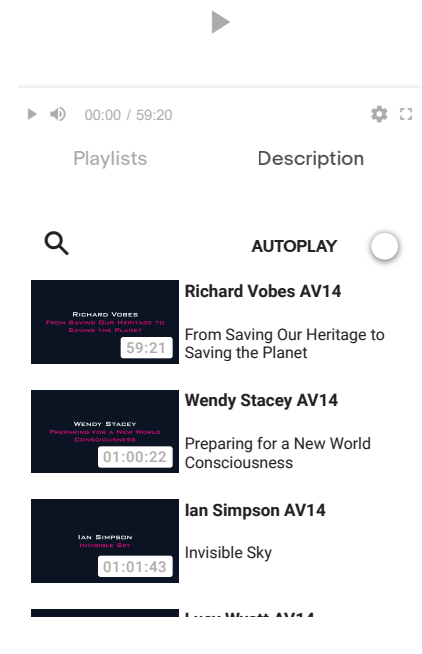 00:00 / 59:20
Playlists
Description
AUTOPLAY
RICHARD VOBES
FROM SAVING OUR HERITAGE TO
SAVING THE PLANET
59:21
Richard Vobes AV14
From Saving Our Heritage to
Saving the Planet
WENDY STACEY
PREPARING FOR A NEW WORLD
CONSCIOUSNESS
01:00:22
Wendy Stacey AV14
Preparing for a New World
Consciousness
IAN SIMPSON
INVISIBLE SKY
01:01:43
Ian Simpson AV14
Invisible Sky
Lucy Wyatt AV14